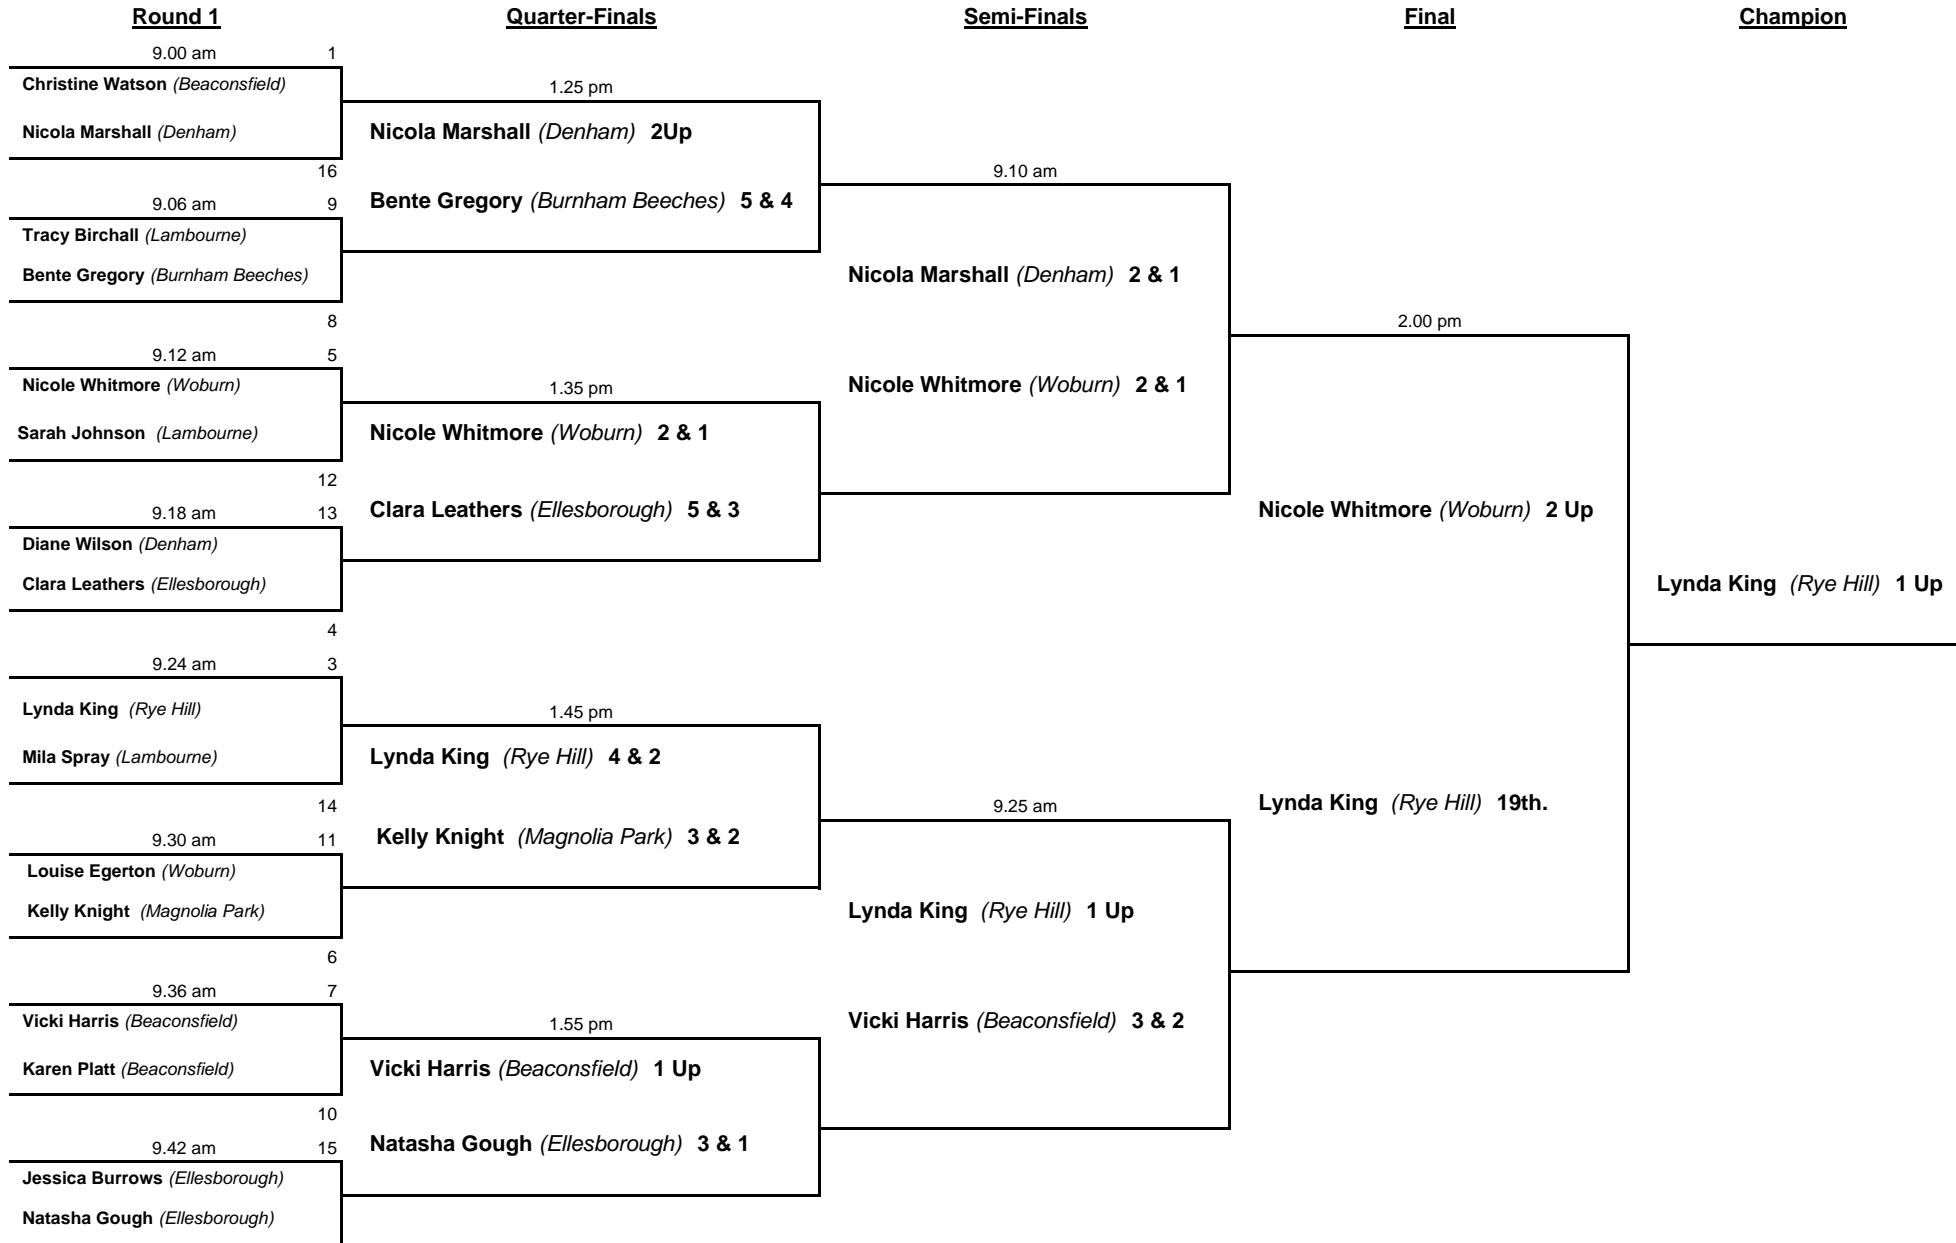 Round 1 Quarter-Finals Semi-Finals Final Champion
9.00 am 1
Christine Watson (Beaconsfield)
Nicola Marshall (Denham)
16
9.06 am 9
Tracy Birchall (Lambourne)
Bente Gregory (Burnham Beeches)
8
9.12 am 5
Nicole Whitmore (Woburn)
Sarah Johnson (Lambourne)
12
9.18 am 13
Diane Wilson (Denham)
Clara Leathers (Ellesborough)
4
9.24 am 3
Lynda King (Rye Hill)
Mila Spray (Lambourne)
14
9.30 am 11
Louise Egerton (Woburn)
Kelly Knight (Magnolia Park)
6
9.36 am 7
Vicki Harris (Beaconsfield)
Karen Platt (Beaconsfield)
10
9.42 am 15
Jessica Burrows (Ellesborough)
Natasha Gough (Ellesborough)
1.25 pm
Nicola Marshall (Denham) 2Up
Bente Gregory (Burnham Beeches) 5 & 4
1.35 pm
Nicole Whitmore (Woburn) 2 & 1
Clara Leathers (Ellesborough) 5 & 3
1.45 pm
Lynda King (Rye Hill) 4 & 2
Kelly Knight (Magnolia Park) 3 & 2
1.55 pm
Vicki Harris (Beaconsfield) 1 Up
Natasha Gough (Ellesborough) 3 & 1
9.10 am
Nicola Marshall (Denham) 2 & 1
Nicole Whitmore (Woburn) 2 & 1
9.25 am
Lynda King (Rye Hill) 1 Up
Vicki Harris (Beaconsfield) 3 & 2
2.00 pm
Nicole Whitmore (Woburn) 2 Up
Lynda King (Rye Hill) 19th.
Lynda King (Rye Hill) 1 Up